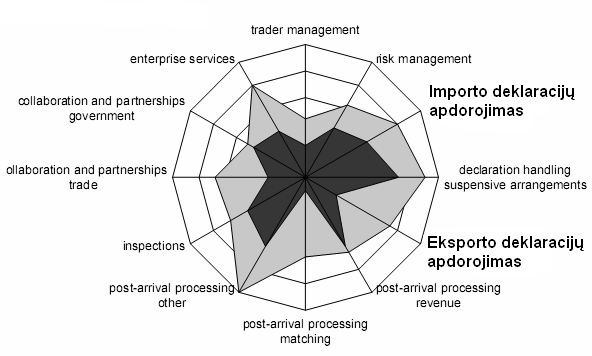 trader management
enterprise services
risk management
Importo deklaracijų
apdorojimas
collaboration and partnerships
government
ollaboration and partnerships
trade
declaration handling
suspensive arrangements
inspections
Eksporto deklaracijų
apdorojimas
post-arrival processing
other
post-arrival processing
revenue
post-arrival processing
matching